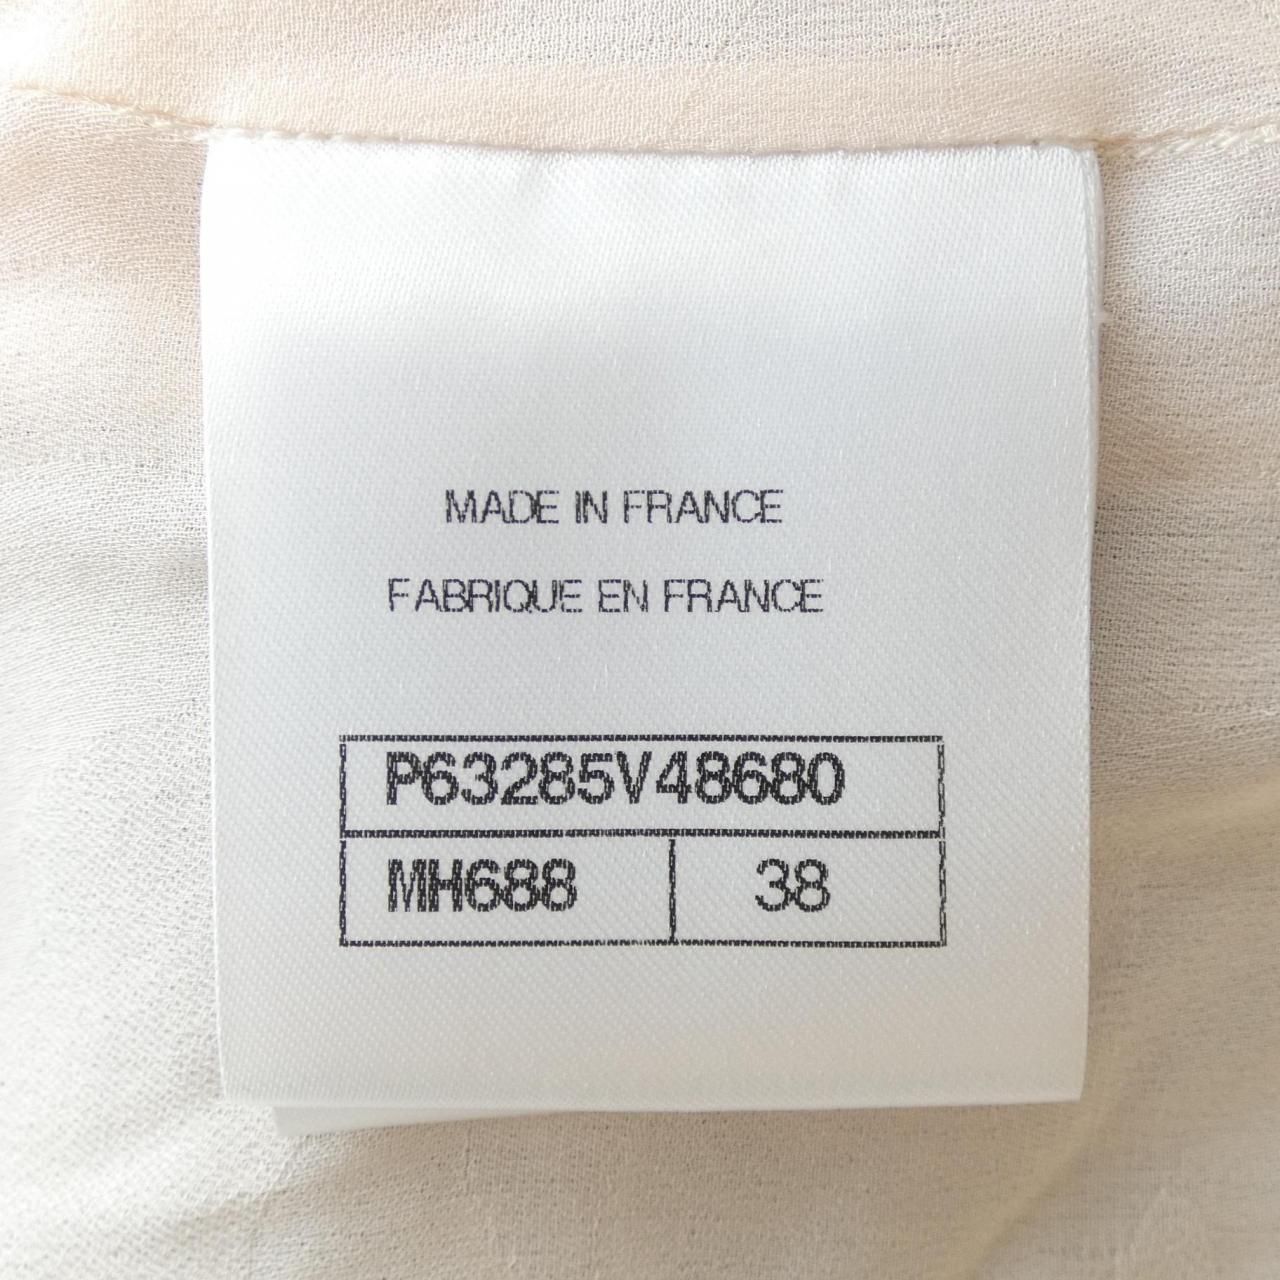 MADE IN FRANCE
FABRIQUE EN FRANCE
P63285V48680
MH688 38